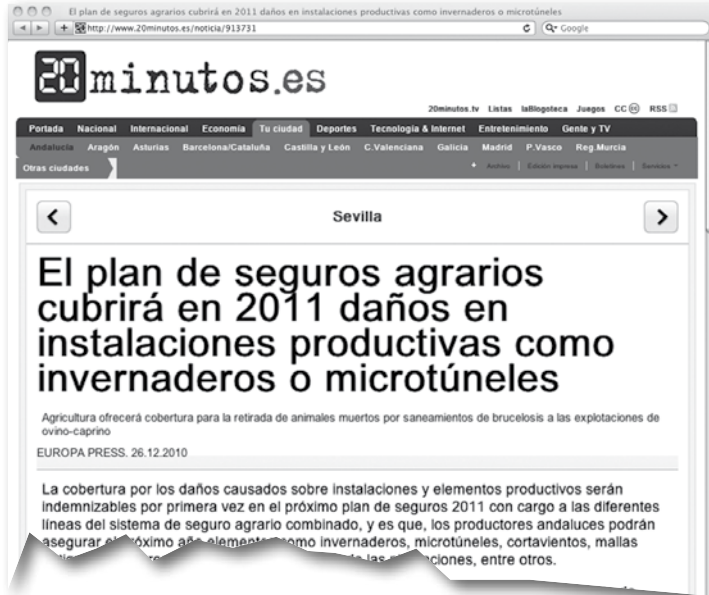 El plan de seguros agrarios cubrirá en 2011 daños en instalaciones productivas como invernaderos o microtúneles
http://www.20minutos.es/noticia/913731
Google
20minutos.es
20minutos.tv Listas laBlogoteca Juegos CC RSS
Portada Nacional Internacional Economía Tu ciudad Deportes Tecnología & Internet Entretenimiento Gente y TV
Andalucía Aragón Asturias Barcelona/Cataluña Castilla y León C.Valenciana Galicia Madrid P.Vasco Reg.Murcia
Otras ciudades + Archivo Edición impresa Boletines Servicios
Sevilla
El plan de seguros agrarios
cubrirá en 2011 daños en
instalaciones productivas como
invernaderos o microtúneles
Agricultura ofrecerá cobertura para la retirada de animales muertos por saneamientos de brucelosis a las explotaciones de
ovino-caprino
EUROPA PRESS. 26.12.2010
La cobertura por los daños causados sobre instalaciones y elementos productivos serán
indemnizables por primera vez en el próximo plan de seguros 2011 con cargo a las diferentes
líneas del sistema de seguro agrario combinado, y es que, los productores andaluces podrán
asegurar el próximo año elementos como invernaderos, microtúneles, cortavientos, mallas
entre otros.